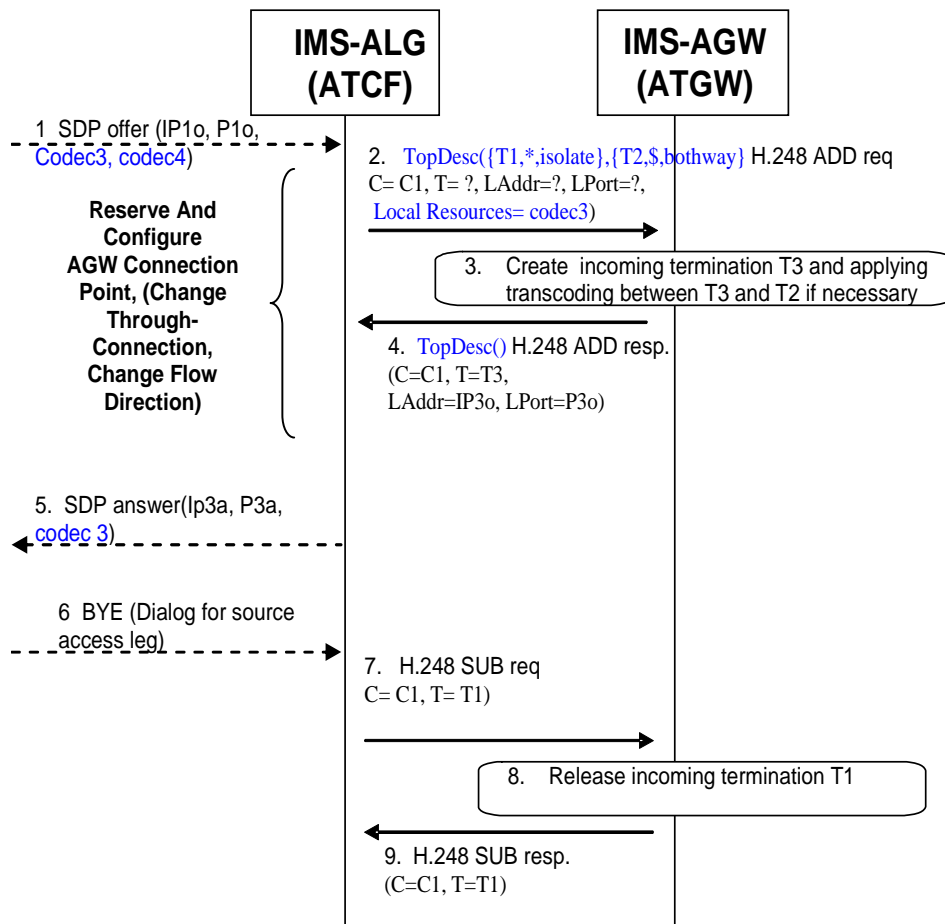 IMS-ALG
(ATCF)
IMS-AGW
(ATGW)
1 SDP offer (IP1o, P1o,
Codec3, codec4)
2. TopDesc({T1,*,isolate},{T2,$,bothway} H.248 ADD req
C= C1, T= ?, LAddr=?, LPort=?,
Local Resources= codec3)
Reserve And
Configure
AGW Connection
Point, (Change
Through-
Connection,
Change Flow
Direction)
3. Create incoming termination T3 and applying
transcoding between T3 and T2 if necessary
4. TopDesc() H.248 ADD resp.
(C=C1, T=T3,
LAddr=IP3o, LPort=P3o)
5. SDP answer(Ip3a, P3a,
codec 3)
6 BYE (Dialog for source
access leg)
7. H.248 SUB req
C= C1, T= T1)
8. Release incoming termination T1
9. H.248 SUB resp.
(C=C1, T=T1)